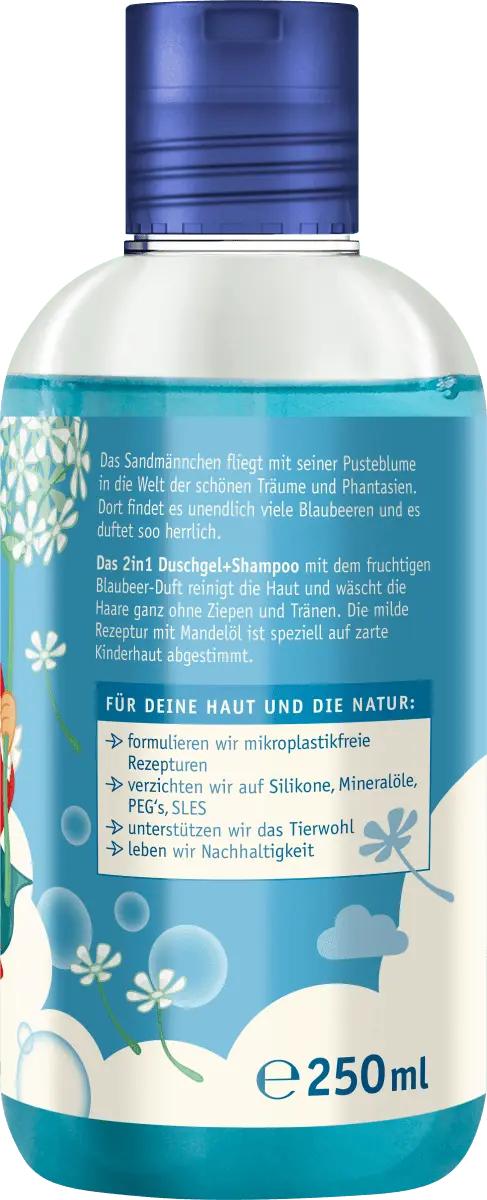 Das Sandmännchen fliegt mit seiner Pusteblume
in die Welt der schönen Träume und Phantasien.
Dort findet es unendlich viele Blaubeeren und es
duftet soo herrlich.
Das 2in1 Duschgel+Shampoo mit dem fruchtigen
Blaubeer-Duft reinigt die Haut und wäscht die
Haare ganz ohne Ziepen und Tränen. Die milde
Rezeptur mit Mandelöl ist speziell auf zarte
Kinderhaut abgestimmt.
FÜR DEINE HAUT UND DIE NATUR:
→ formulieren wir mikroplastikfreie
Rezepturen
→ verzichten wir auf Silikone, Mineralöle,
PEG‘s, SLES
→ unterstützen wir das Tierwohl
→ leben wir Nachhaltigkeit
℮ 250 ml